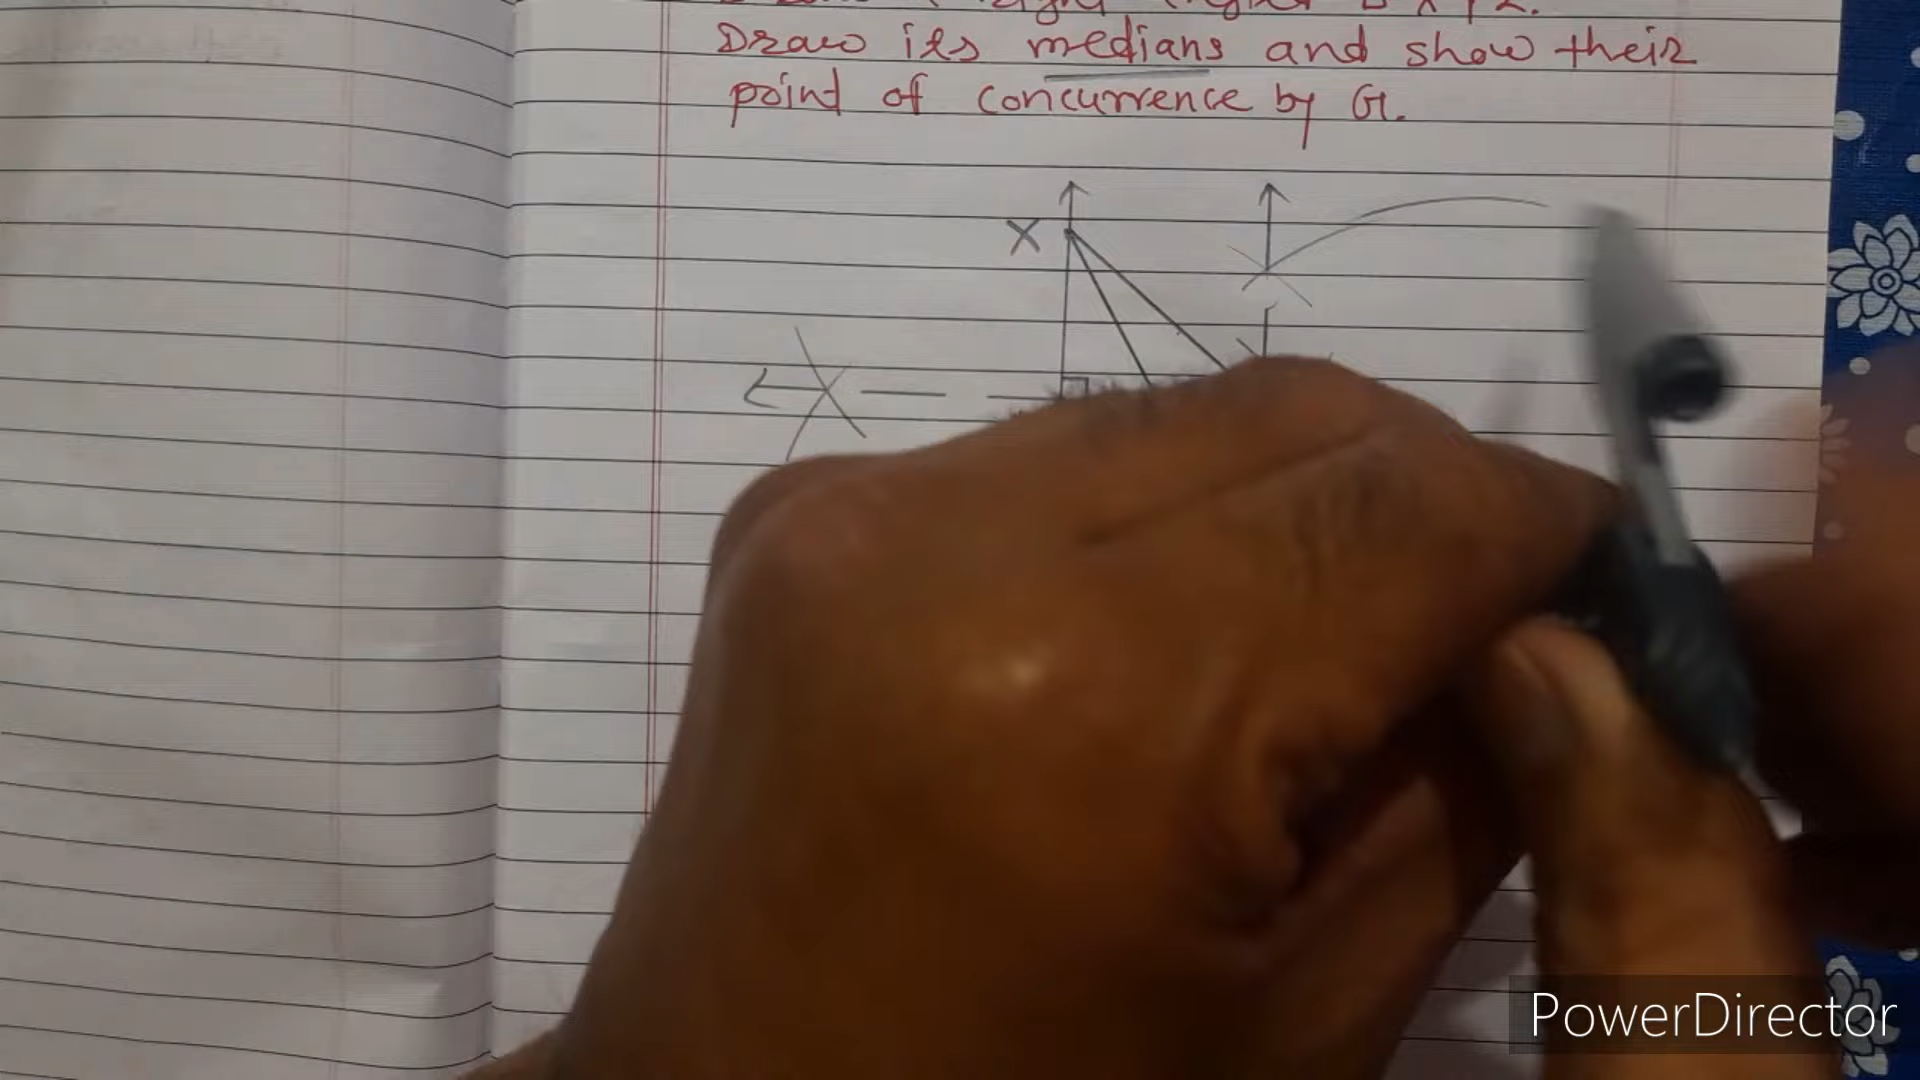 Draw its medians and show their
point of concurrence by G.
X
PowerDirector